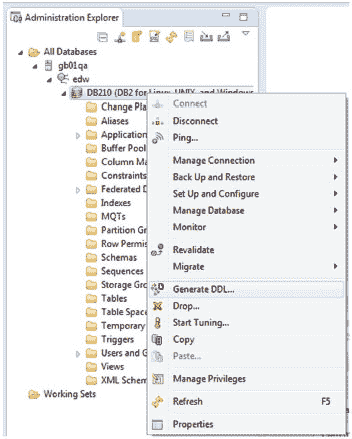 Administration Explorer
All Databases
gb01qa
edw
DB210 (DB2 for Linux, UNIX, and Windows
Change Pla
Aliases
Application
Buffer Pool
Column Ma
Constraints
Federated D
Indexes
MQTs
Partition Gr
Row Permis
Schemas
Sequences
Storage Gro
Tables
Table Space
Temporary
Triggers
Users and G
Views
XML Schem
Working Sets
Connect
Disconnect
Ping...
Manage Connection
Back Up and Restore
Set Up and Configure
Manage Database
Monitor
Revalidate
Migrate
Generate DDL...
Drop...
Start Tuning...
Copy
Paste...
Manage Privileges
Refresh F5
Properties